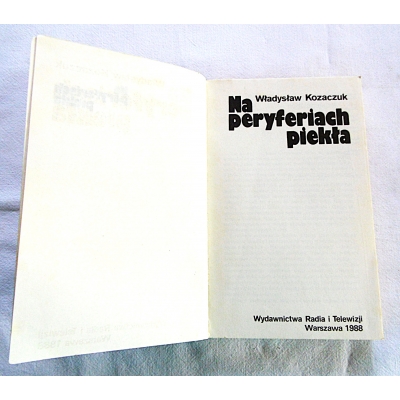 Władysław Kozaczuk
Na
peryferiach
piekła
Wydawnictwa Radia i Telewizji
Warszawa 1988